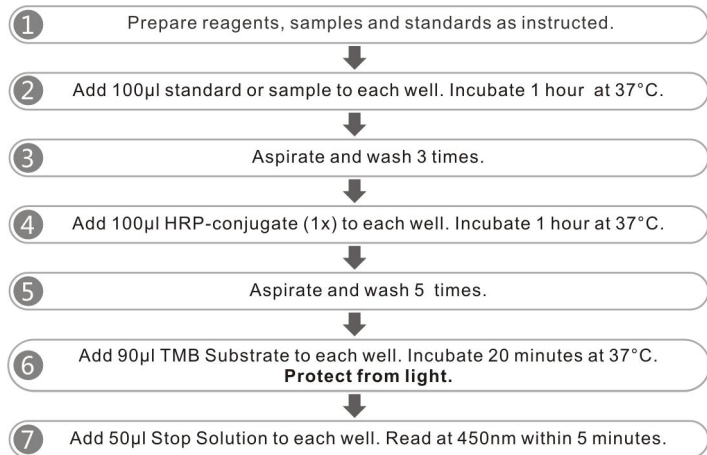 1 Prepare reagents, samples and standards as instructed.
2 Add 100μl standard or sample to each well. Incubate 1 hour at 37°C.
3 Aspirate and wash 3 times.
4 Add 100μl HRP-conjugate (1x) to each well. Incubate 1 hour at 37°C.
5 Aspirate and wash 5 times.
6 Add 90μl TMB Substrate to each well. Incubate 20 minutes at 37°C.
Protect from light.
7 Add 50μl Stop Solution to each well. Read at 450nm within 5 minutes.